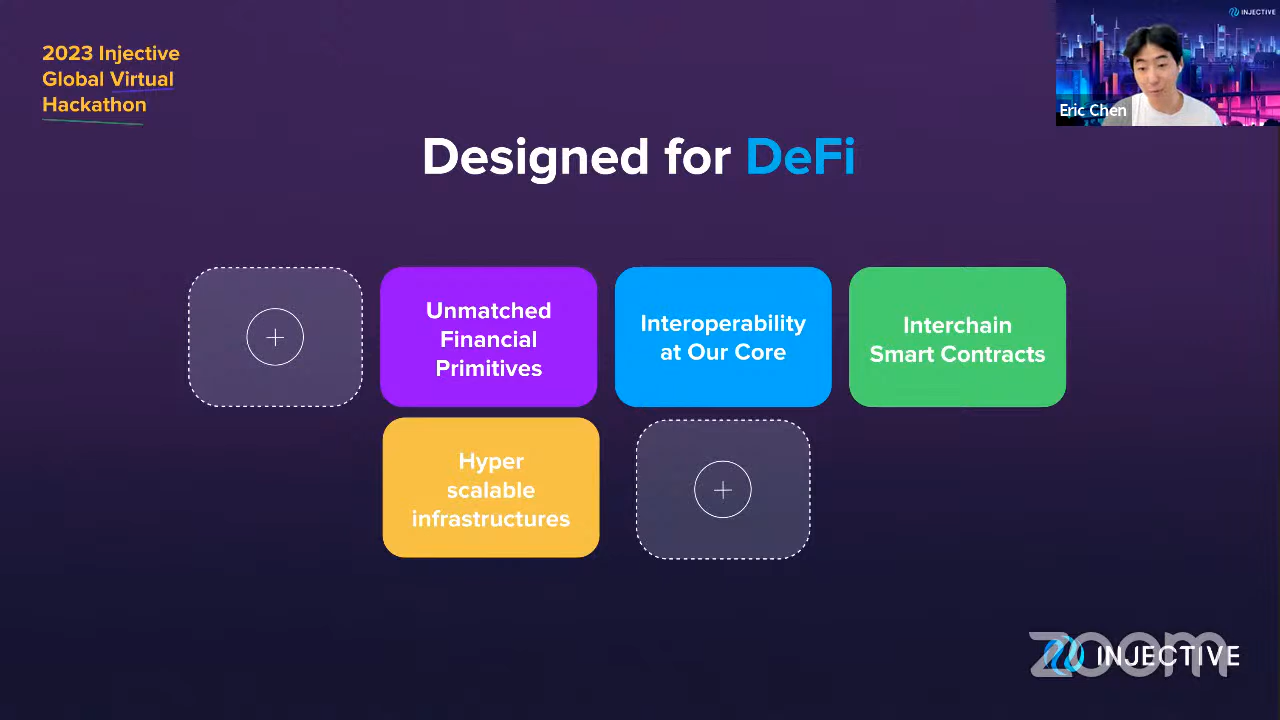 2023 Injective
Global Virtual
Hackathon
INJECTIVE
Eric Chen
Designed for DeFi
Unmatched
Financial
Primitives
Interoperability
at Our Core
Interchain
Smart Contracts
Hyper
scalable
infrastructures
zoom
INJECTIVE